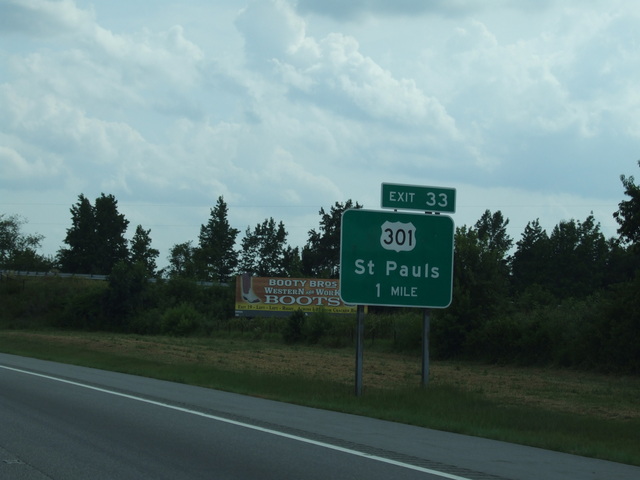 EXIT 33
301
St Pauls
1 MILE
BOOTY BROS
WESTERN WORK
BOOTS